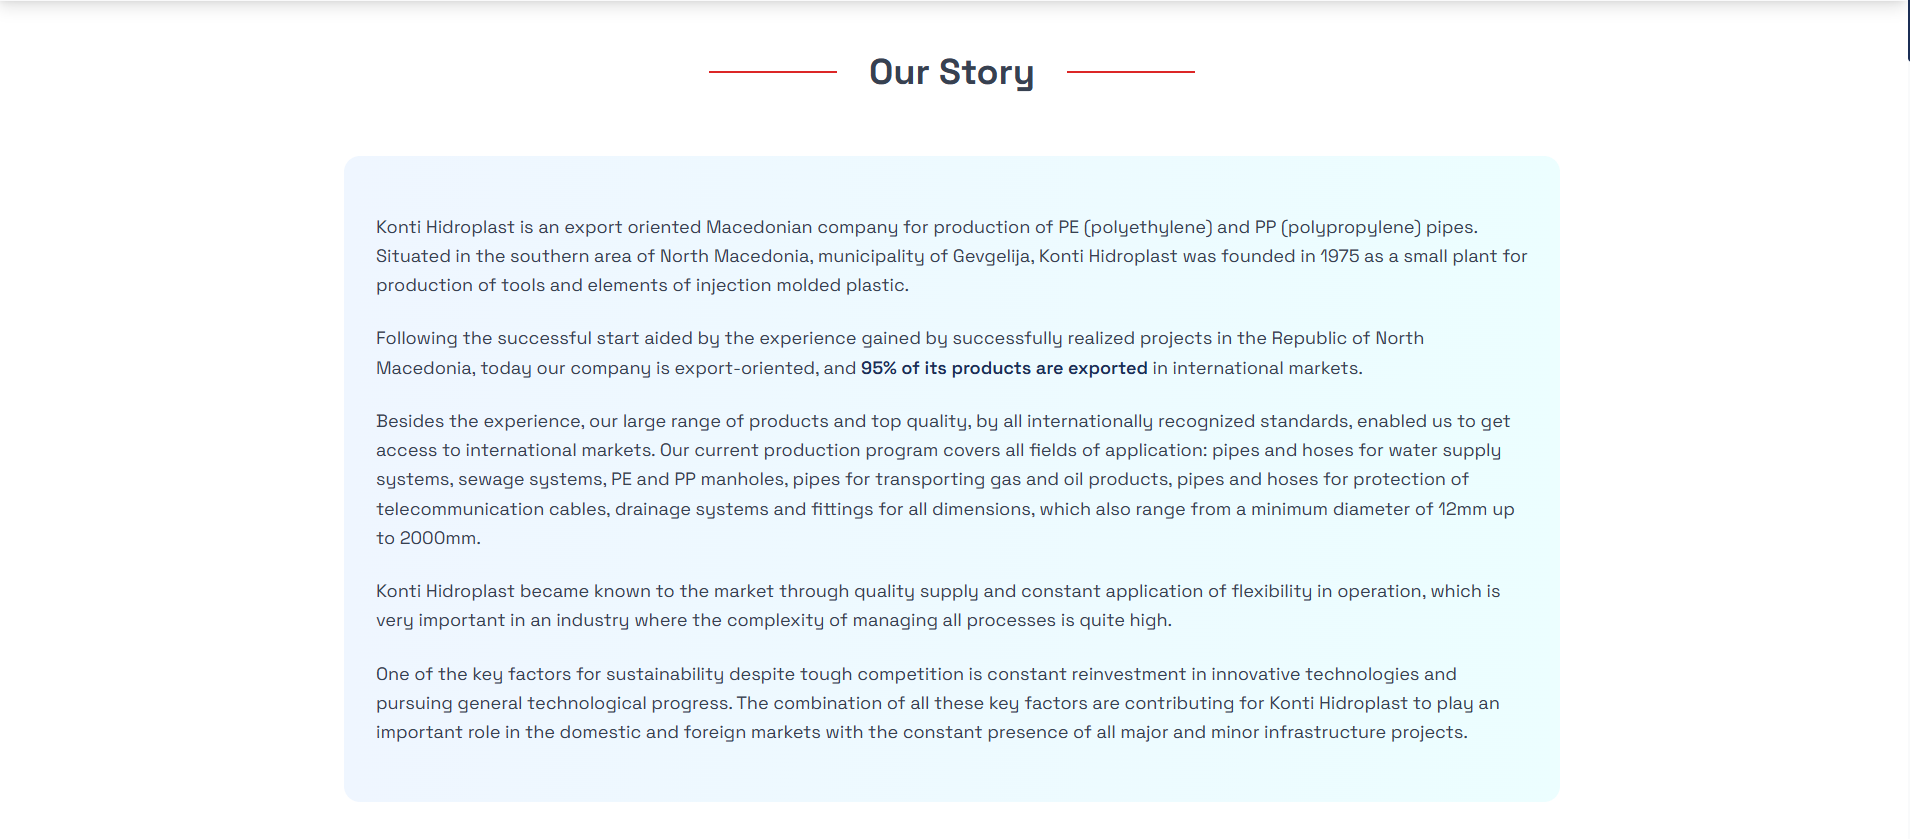 Our Story
Konti Hidroplast is an export oriented Macedonian company for production of PE (polyethylene) and PP (polypropylene) pipes.
Situated in the southern area of North Macedonia, municipality of Gevgelija, Konti Hidroplast was founded in 1975 as a small plant for
production of tools and elements of injection molded plastic.
Following the successful start aided by the experience gained by successfully realized projects in the Republic of North
Macedonia, today our company is export-oriented, and 95% of its products are exported in international markets.
Besides the experience, our large range of products and top quality, by all internationally recognized standards, enabled us to get
access to international markets. Our current production program covers all fields of application: pipes and hoses for water supply
systems, sewage systems, PE and PP manholes, pipes for transporting gas and oil products, pipes and hoses for protection of
telecommunication cables, drainage systems and fittings for all dimensions, which also range from a minimum diameter of 12mm up
to 2000mm.
Konti Hidroplast became known to the market through quality supply and constant application of flexibility in operation, which is
very important in an industry where the complexity of managing all processes is quite high.
One of the key factors for sustainability despite tough competition is constant reinvestment in innovative technologies and
pursuing general technological progress. The combination of all these key factors are contributing for Konti Hidroplast to play an
important role in the domestic and foreign markets with the constant presence of all major and minor infrastructure projects.